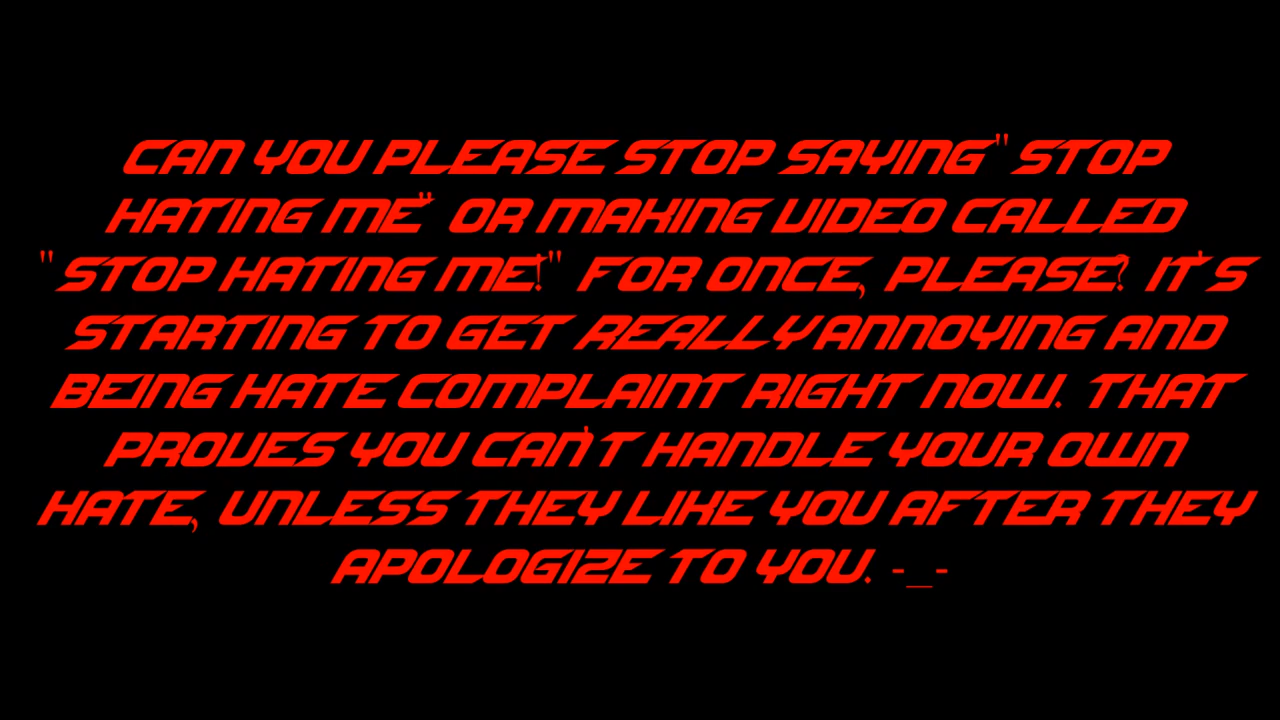 CAN YOU PLEASE STOP SAYING" STOP
HATING ME" OR MAKING VIDEO CALLED
"STOP HATING ME!" FOR ONCE, PLEASE? IT'S
STARTING TO GET REALLY ANNOYING AND
BEING HATE COMPLAINT RIGHT NOW. THAT
PROVES YOU CAN'T HANDLE YOUR OWN
HATE, UNLESS THEY LIKE YOU AFTER THEY
APOLOGIZE TO YOU. -_-